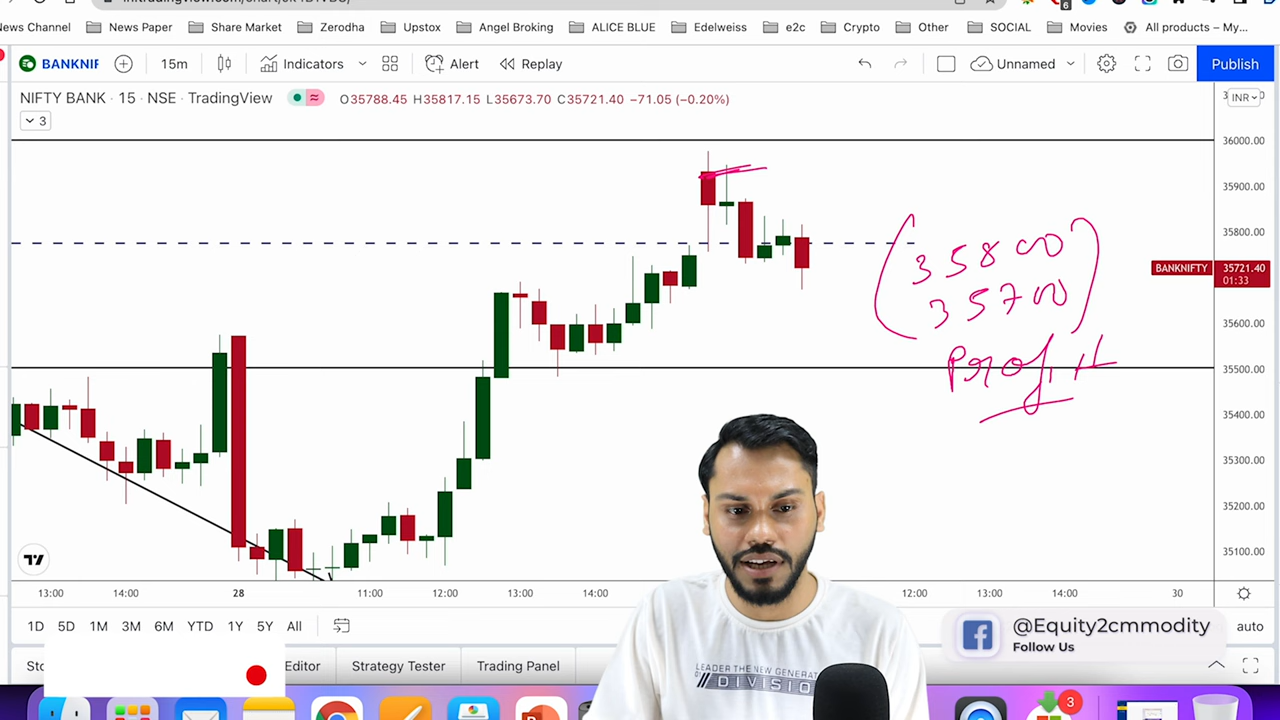 News Channel News Paper Share Market Zerodha Upstox Angel Broking ALICE BLUE Edelweiss e2c Crypto Other SOCIAL Movies All products – My...
6
BANKNIF 15m Indicators Alert Replay Unnamed Publish
NIFTY BANK · 15 · NSE · TradingView O35788.45 H35817.15 L35673.70 C35721.40 −71.05 (−0.20%)
INR
3
36000.00
35900.00
35800.00
BANKNIFTY 35721.40
01:33
35600.00
35500.00
35400.00
35300.00
35200.00
35100.00
35800
35700
Profit
13:00 14:00 28 11:00 12:00 13:00 14:00 12:00 13:00 14:00 30
1D 5D 1M 3M 6M YTD 1Y 5Y All auto
@Equity2cmmodity
Follow Us
Editor Strategy Tester Trading Panel
LEADER THE NEW GENERAT
DIVISIO
3